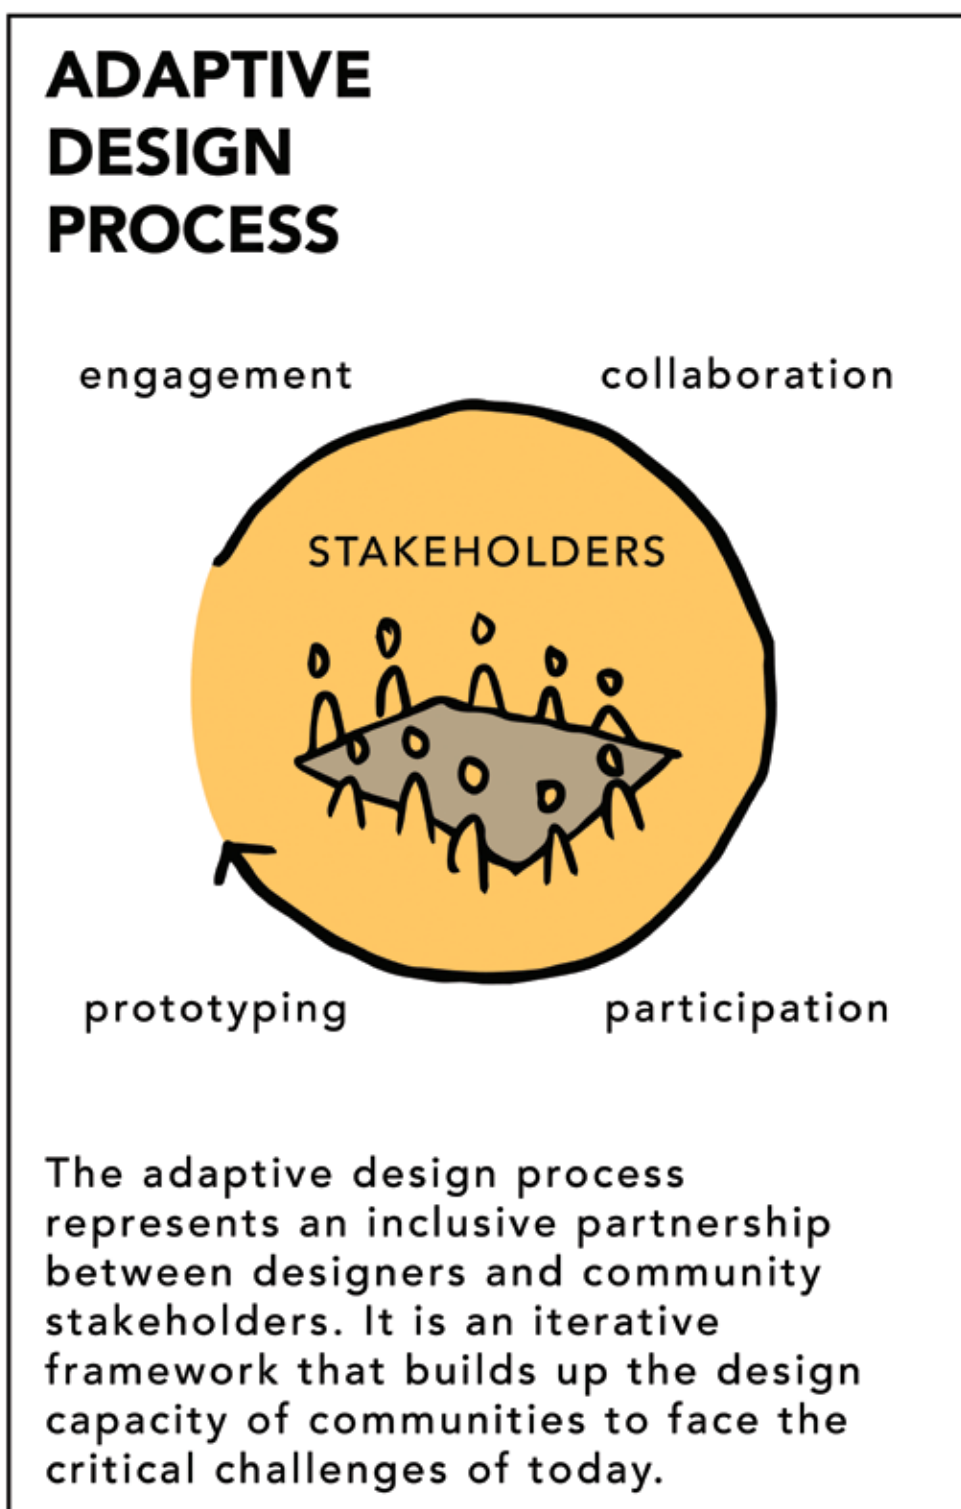 ADAPTIVE
DESIGN
PROCESS
engagement
collaboration
STAKEHOLDERS
prototyping
participation
The adaptive design process
represents an inclusive partnership
between designers and community
stakeholders. It is an iterative
framework that builds up the design
capacity of communities to face the
critical challenges of today.